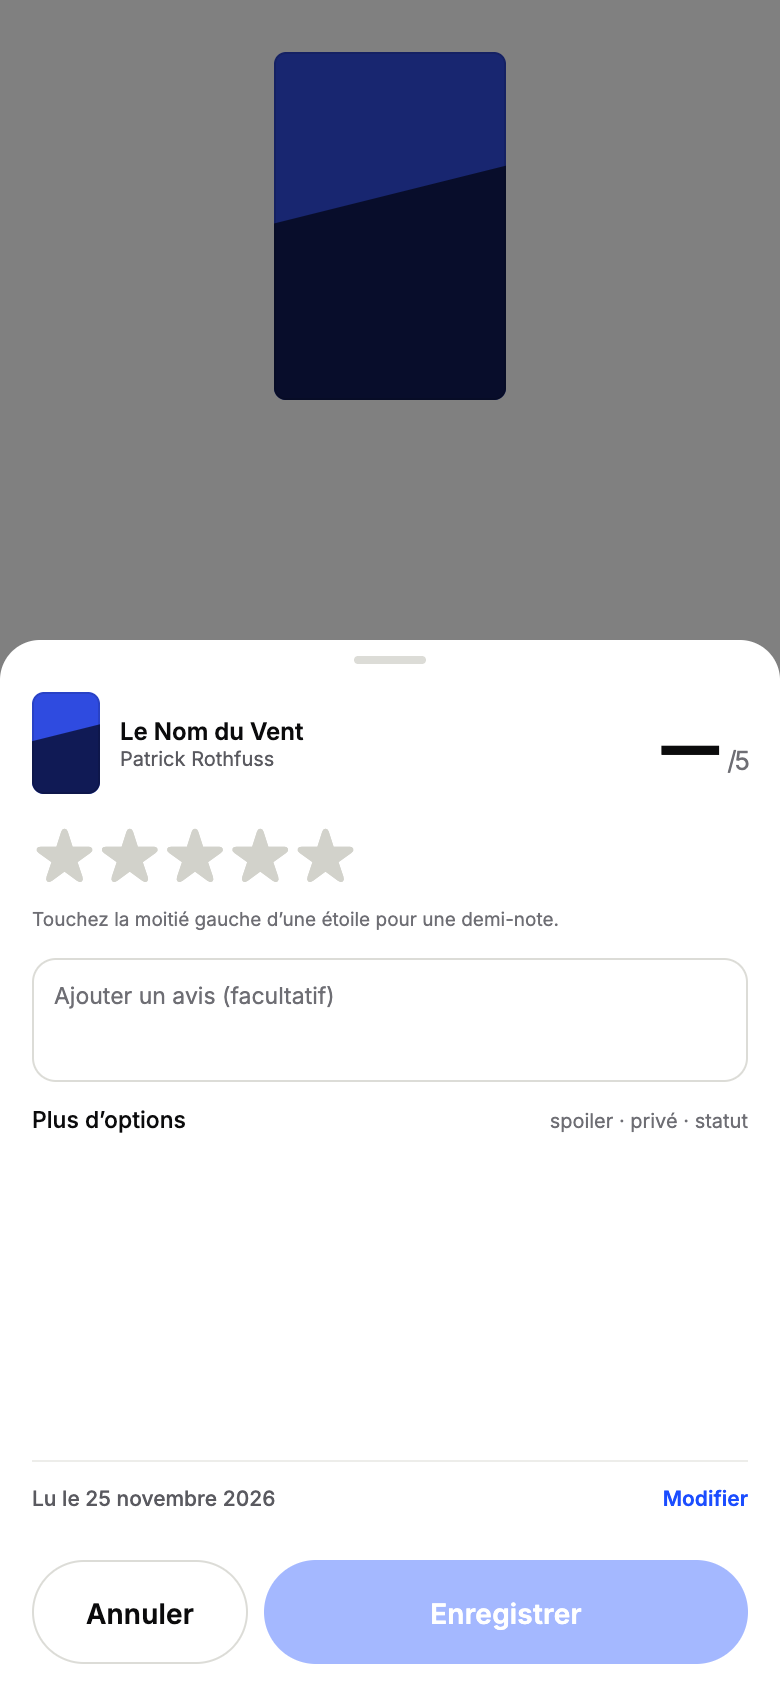 Le Nom du Vent
Patrick Rothfuss
— /5
Touchez la moitié gauche d’une étoile pour une demi-note.
Ajouter un avis (facultatif)
Plus d’options
spoiler · privé · statut
Lu le 25 novembre 2026
Modifier
Annuler
Enregistrer